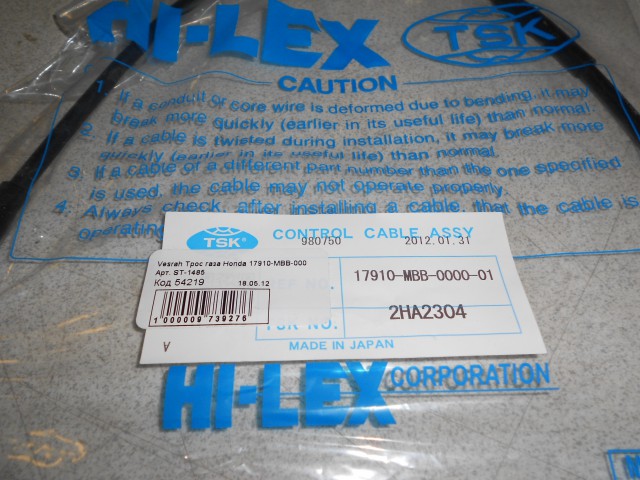 HI-LEX TSK
CAUTION
1. If a conduit or core wire is deformed due to bending, it may
break more quickly (earlier in its useful life) than normal.
2. If a cable is twisted during installation, it may break more
quickly (earlier in its useful life) than normal.
3. If a cable of a different part number than the one specified
is used, the cable may not operate properly.
4. Always check, after installing a cable, that the cable is
operating
TSK CONTROL CABLE ASSY
980750 2012.01.31
Vesrah Трос газа Honda 17910-MBB-000
Арт. ST-1485
Код 54219 18.05.12
1 000009 739276
NO.
17910-MBB-0000-01
TSK NO.
2HA2304
A MADE IN JAPAN
HI-LEX CORPORATION